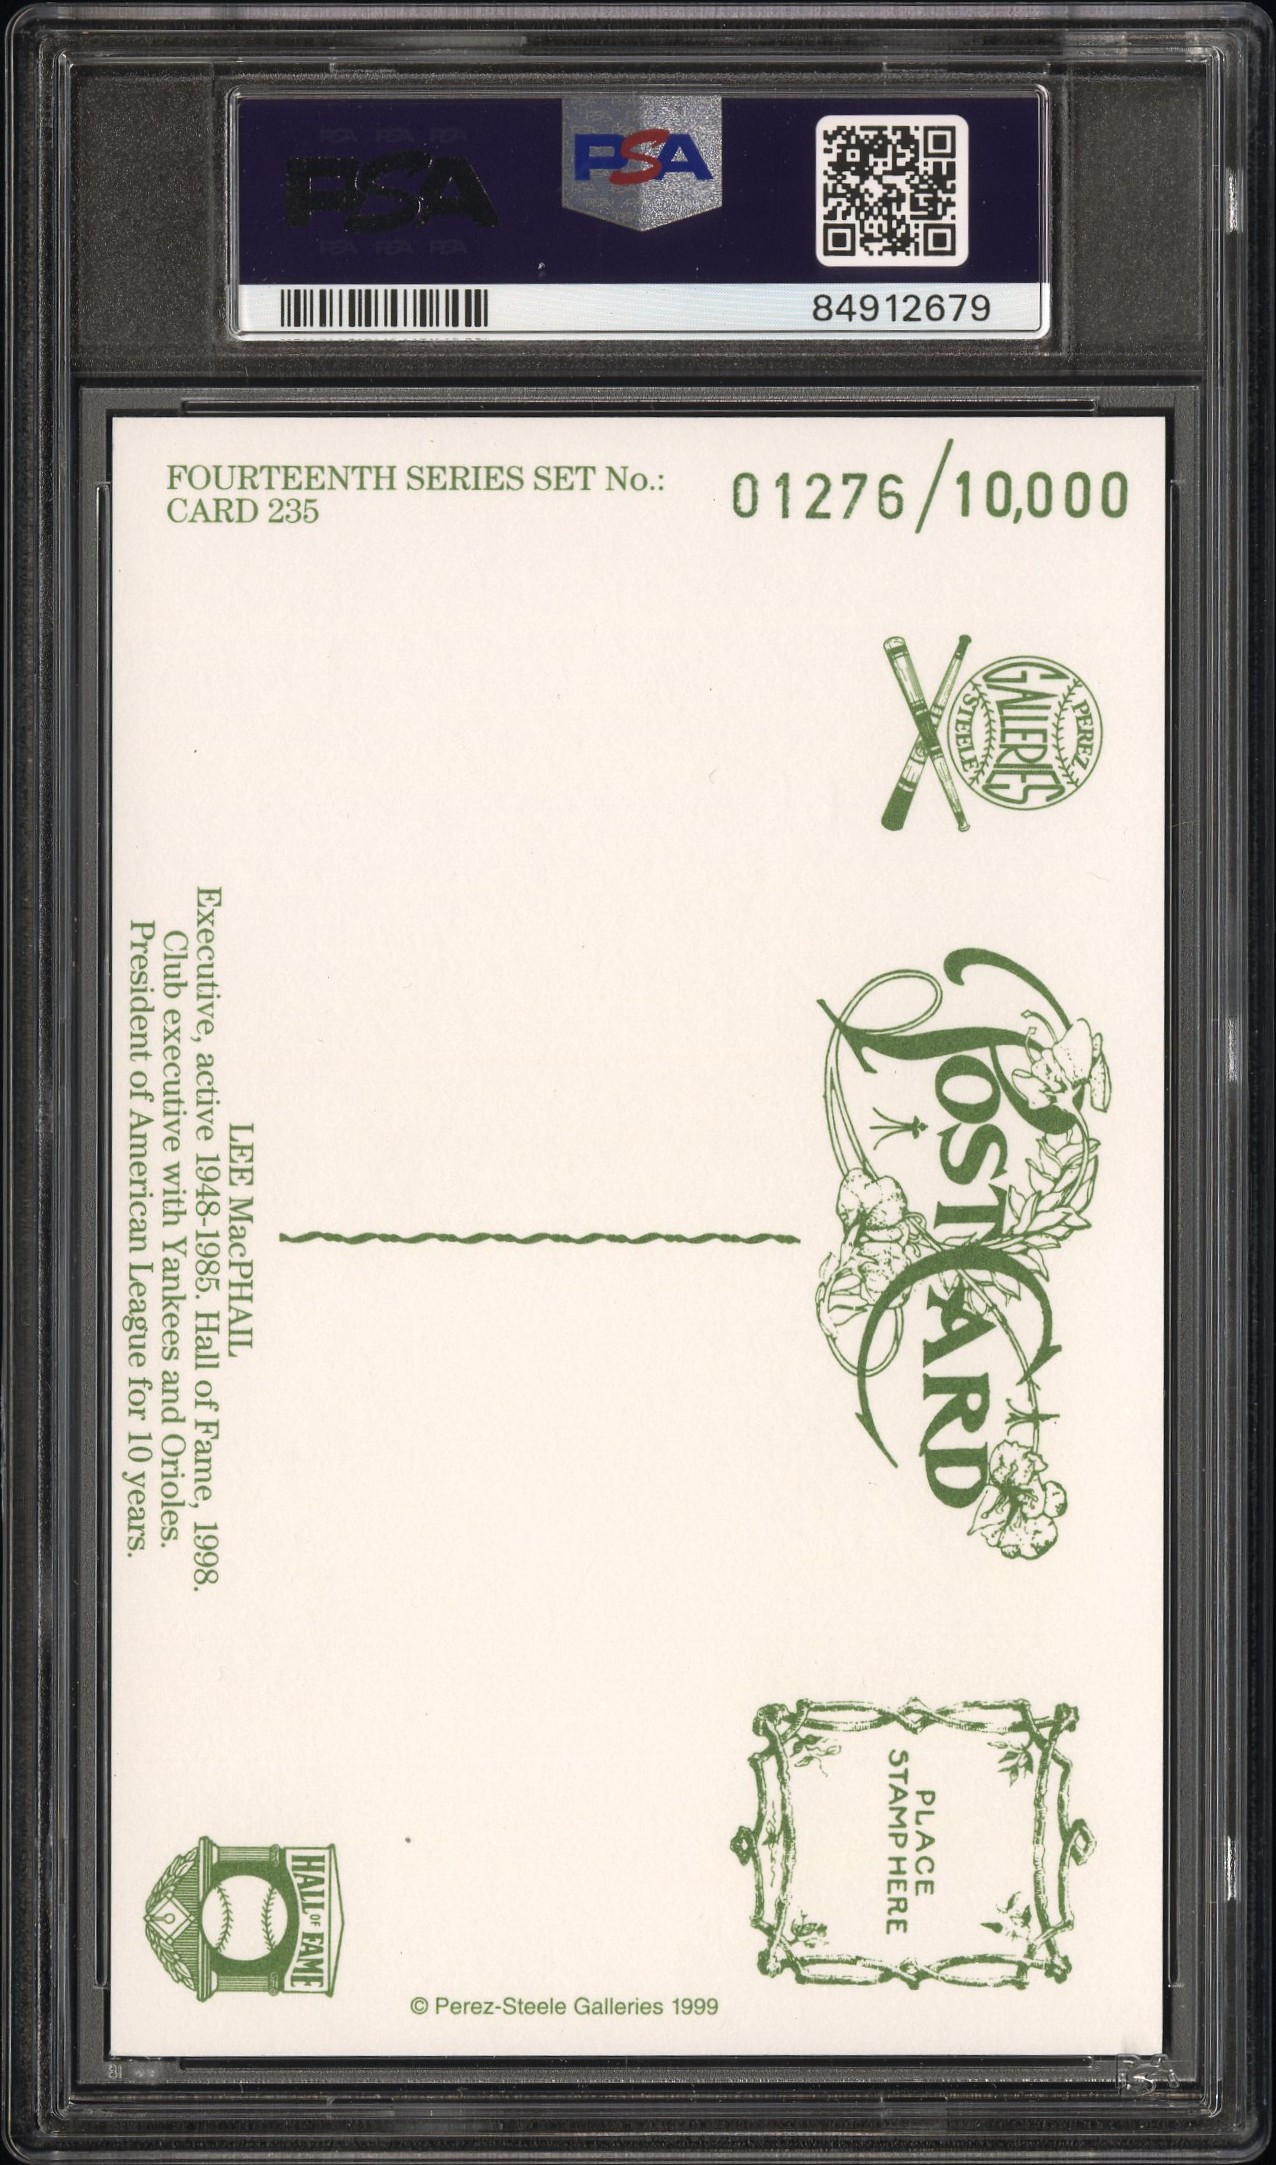 PSA
PSA
84912679
FOURTEENTH SERIES SET No.:
CARD 235
01276/10,000
PEREZ
GALLERIES
STEELE
POST CARD
PLACE
STAMP HERE
LEE MacPHAIL
Executive, active 1948-1985. Hall of Fame, 1998.
Club executive with Yankees and Orioles.
President of American League for 10 years.
HALL OF FAME
© Perez-Steele Galleries 1999
PSA